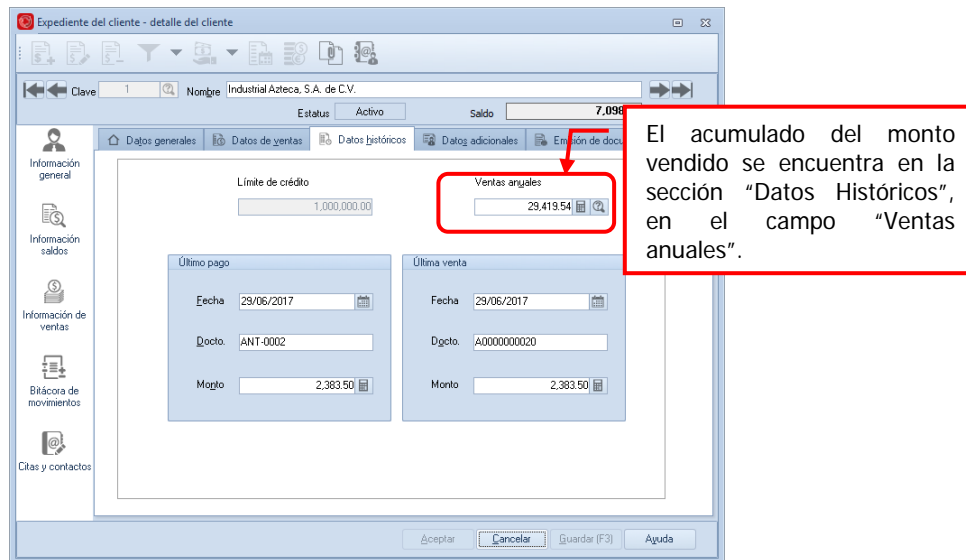 Expediente del cliente - detalle del cliente
Clave 1 Nombre Industrial Azteca, S.A. de C.V.
Estatus Activo Saldo 7,098
Datos generales Datos de ventas Datos históricos Datos adicionales Emisión de docu
El acumulado del monto
vendido se encuentra en la
sección “Datos Históricos”,
en el campo “Ventas
anuales”.
Información
general
Información
saldos
Información de
ventas
Bitácora de
movimientos
Citas y contactos
Límite de crédito Ventas anuales
1,000,000.00 29,419.54
Último pago Última venta
Fecha 29/06/2017 Fecha 29/06/2017
Docto. ANT-0002 Docto. A0000000020
Monto 2,383.50 Monto 2,383.50
Aceptar Cancelar Guardar (F3) Ayuda